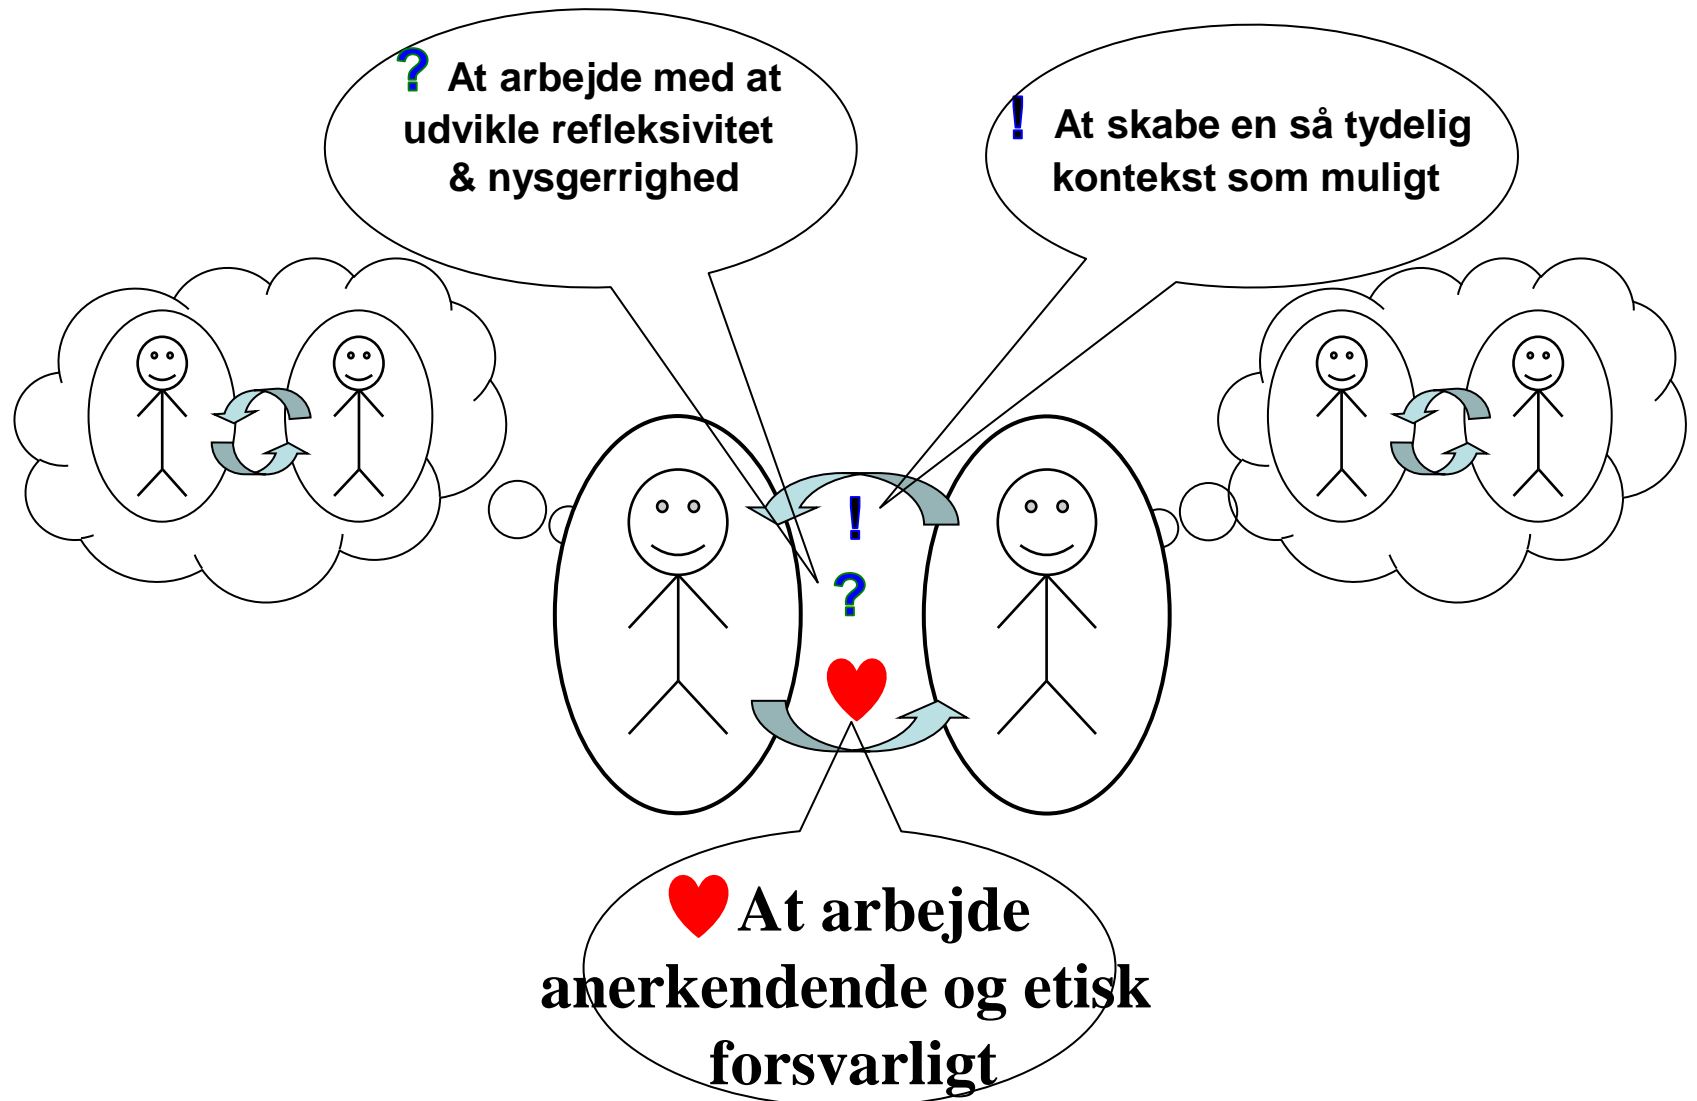 ? At arbejde med at
udvikle refleksivitet
& nysgerrighed
! At skabe en så tydelig
kontekst som muligt
!
?
At arbejde
anerkendende og etisk
forsvarligt